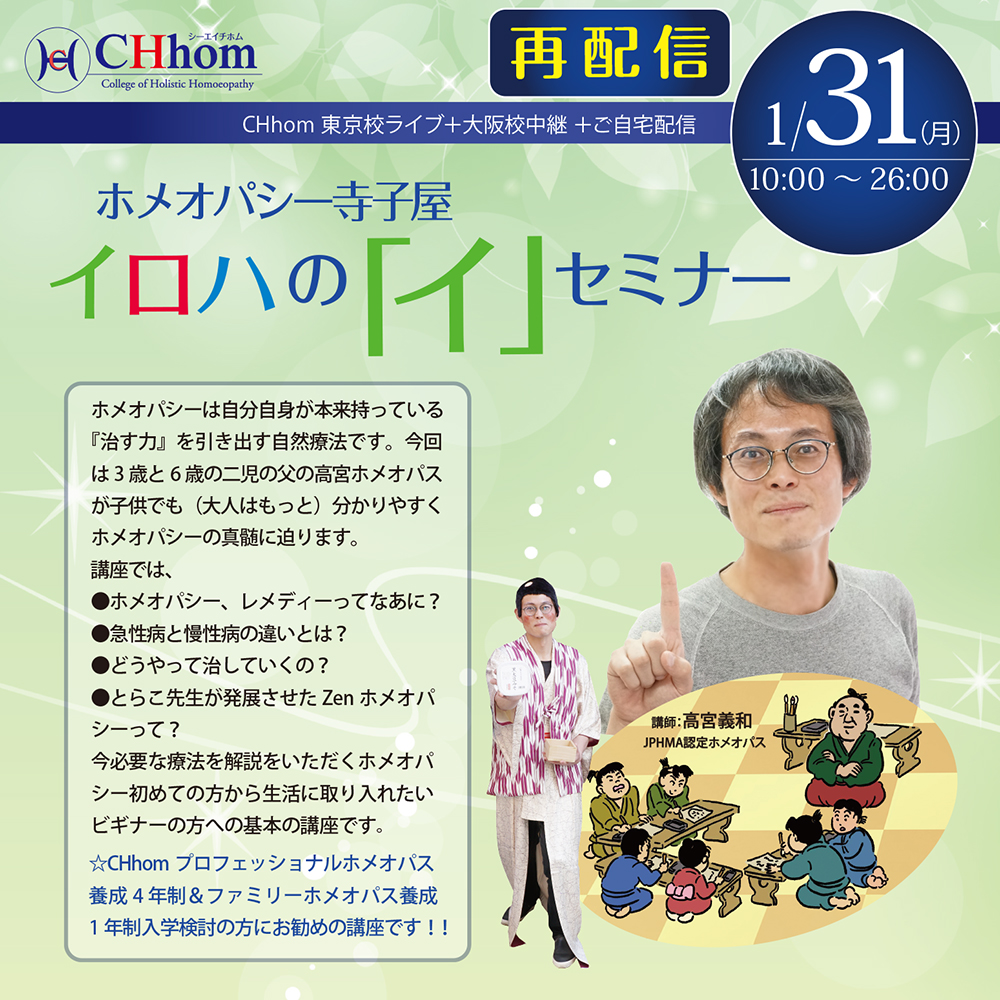 シーエイチホム
CHhom
College of Holistic Homoeopathy
再配信
CHhom 東京校ライブ+大阪校中継 +ご自宅配信
1/31(月)
10:00 ~ 26:00
ホメオパシー寺子屋
イロハの「イ」セミナー
ホメオパシーは自分自身が本来持っている
『治す力』を引き出す自然療法です。今回
は 3 歳と 6 歳の二児の父の高宮ホメオパス
が子供でも（大人はもっと）分かりやすく
ホメオパシーの真髄に迫ります。
講座では、
●ホメオパシー、レメディーってなあに？
●急性病と慢性病の違いとは？
●どうやって治していくの？
●とらこ先生が発展させた Zen ホメオパ
シーって？
今必要な療法を解説をいただくホメオパ
シー初めての方から生活に取り入れたい
ビギナーの方への基本の講座です。
☆CHhom プロフェッショナルホメオパス
養成 4 年制＆ファミリーホメオパス養成
1 年制入学検討の方にお勧めの講座です！！
講師：高宮義和
JPHMA認定ホメオパス